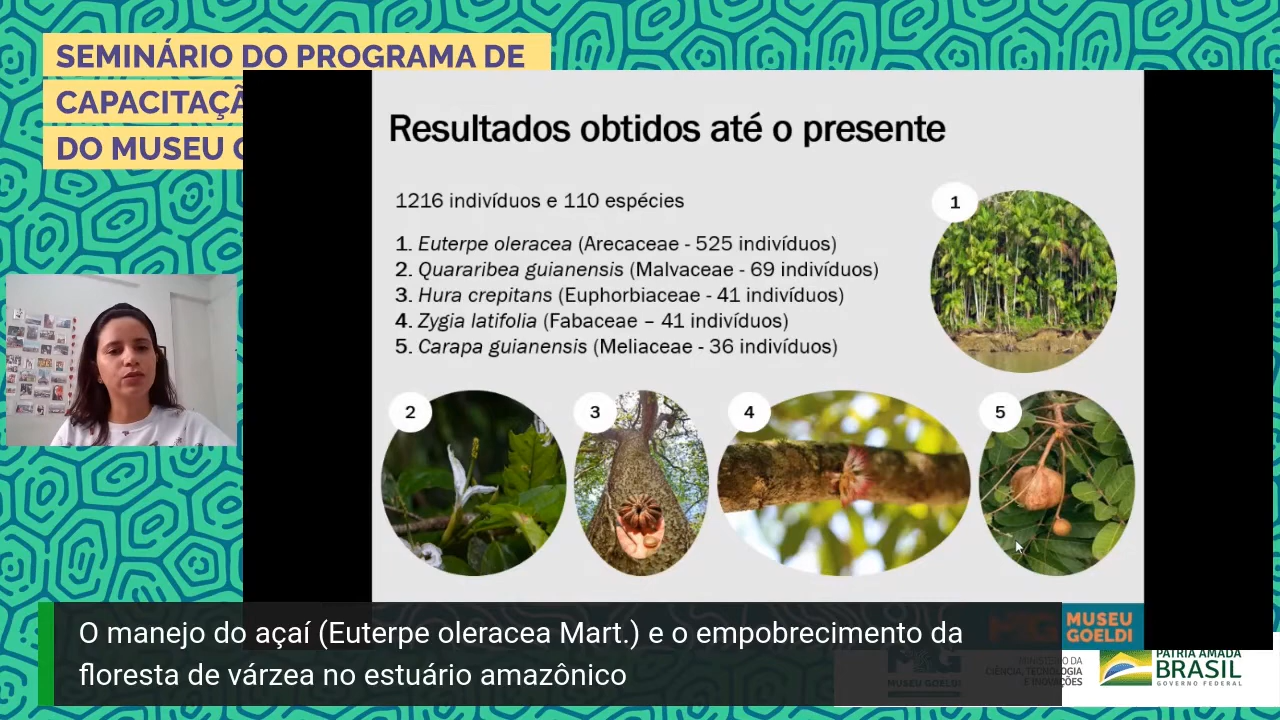 SEMINÁRIO DO PROGRAMA DE
CAPACITAÇÃ
DO MUSEU G
Resultados obtidos até o presente
1216 indivíduos e 110 espécies
1. Euterpe oleracea (Arecaceae - 525 indivíduos)
2. Quararibea guianensis (Malvaceae - 69 indivíduos)
3. Hura crepitans (Euphorbiaceae - 41 indivíduos)
4. Zygia latifolia (Fabaceae – 41 indivíduos)
5. Carapa guianensis (Meliaceae - 36 indivíduos)
1
2
3
4
5
O manejo do açaí (Euterpe oleracea Mart.) e o empobrecimento da
floresta de várzea no estuário amazônico
MUSEU
GOELDI
MUSEU GOELDI
MINISTÉRIO DA
CIÊNCIA, TECNOLOGIA
E INOVAÇÕES
PÁTRIA AMADA
BRASIL
GOVERNO FEDERAL